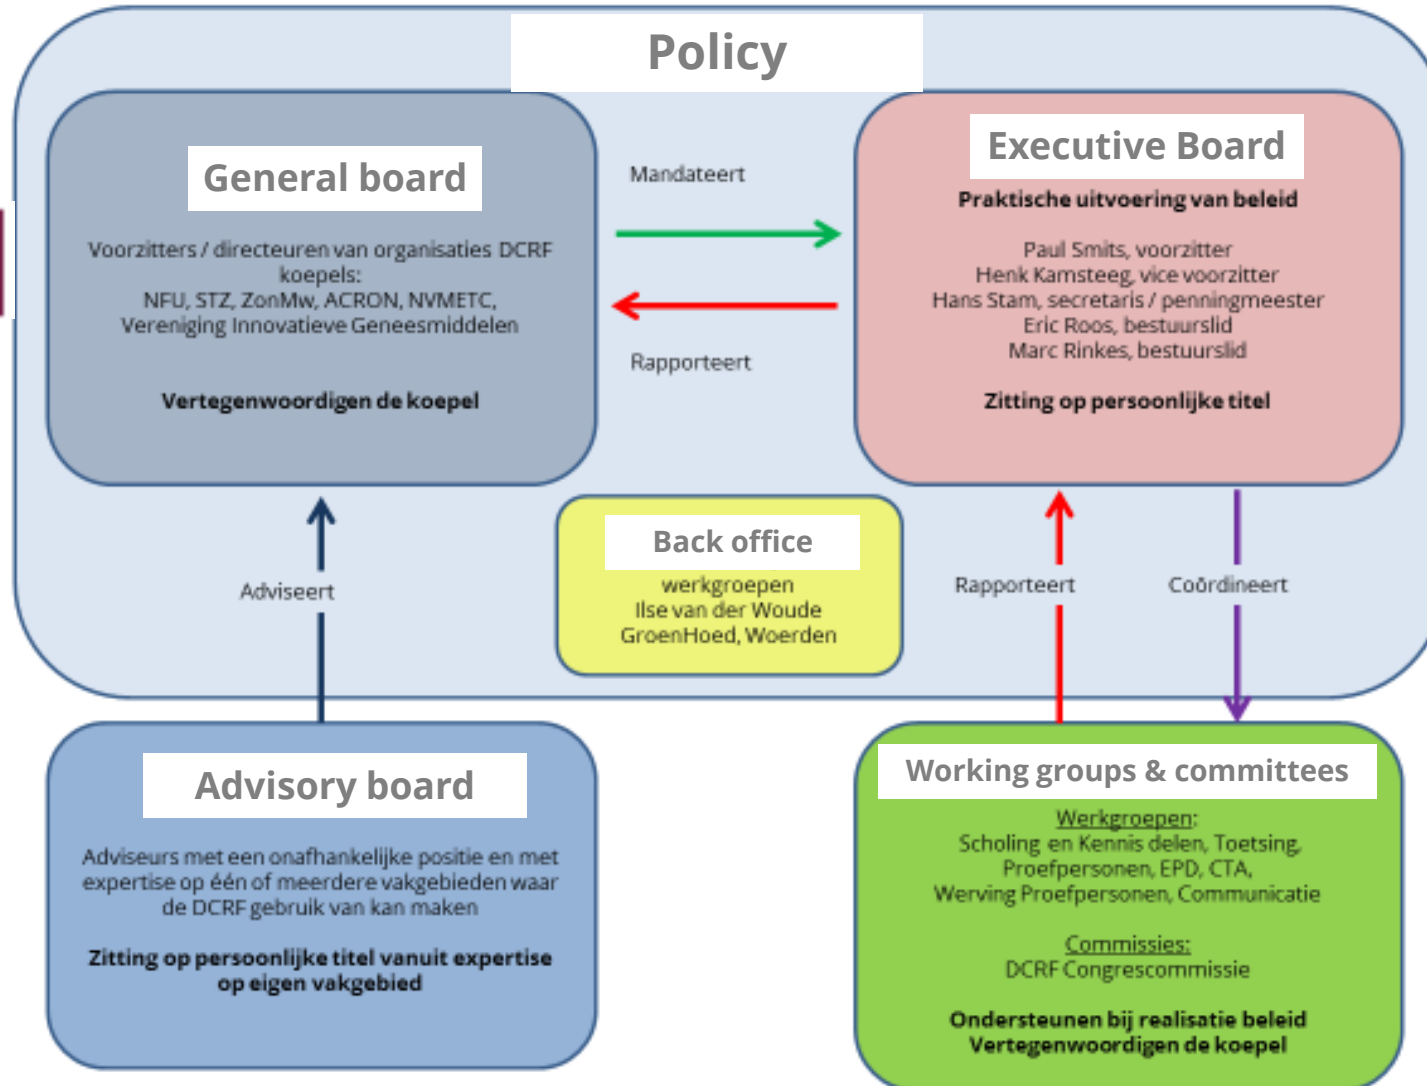 Policy
General board
Voorzitters / directeuren van organisaties DCRF
koepels:
NFU, STZ, ZonMw, ACRON, NVMETC,
Vereniging Innovatieve Geneesmiddelen
Vertegenwoordigen de koepel
Mandateert
Rapporteert
Executive Board
Praktische uitvoering van beleid
Paul Smits, voorzitter
Henk Kamsteeg, vice voorzitter
Hans Stam, secretaris / penningmeester
Eric Roos, bestuurslid
Marc Rinkes, bestuurslid
Zitting op persoonlijke titel
Adviseert
Back office
werkgroepen
Ilse van der Woude
GroenHoed, Woerden
Rapporteert
Coördineert
Advisory board
Adviseurs met een onafhankelijke positie en met
expertise op één of meerdere vakgebieden waar
de DCRF gebruik van kan maken
Zitting op persoonlijke titel vanuit expertise
op eigen vakgebied
Working groups & committees
Werkgroepen:
Scholing en Kennis delen, Toetsing,
Proefpersonen, EPD, CTA,
Werving Proefpersonen, Communicatie
Commissies:
DCRF Congrescommissie
Ondersteunen bij realisatie beleid
Vertegenwoordigen de koepel